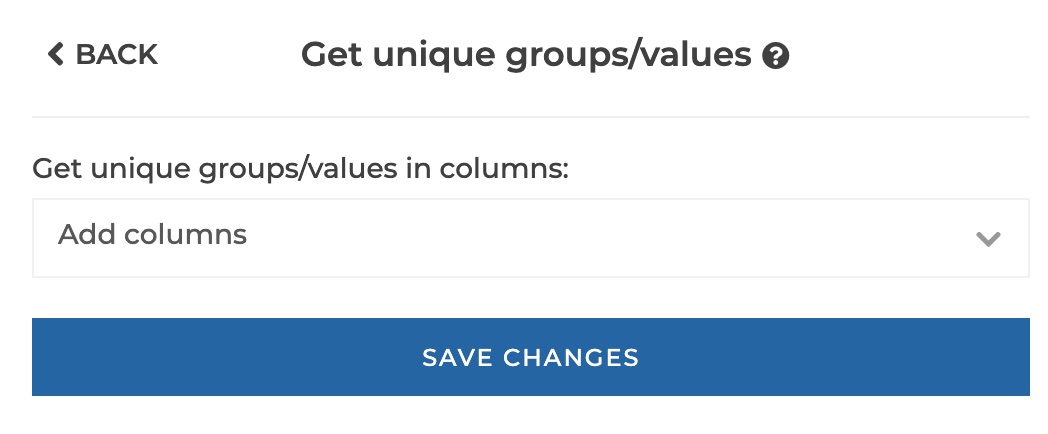 BACK
Get unique groups/values
Get unique groups/values in columns:
Add columns
SAVE CHANGES